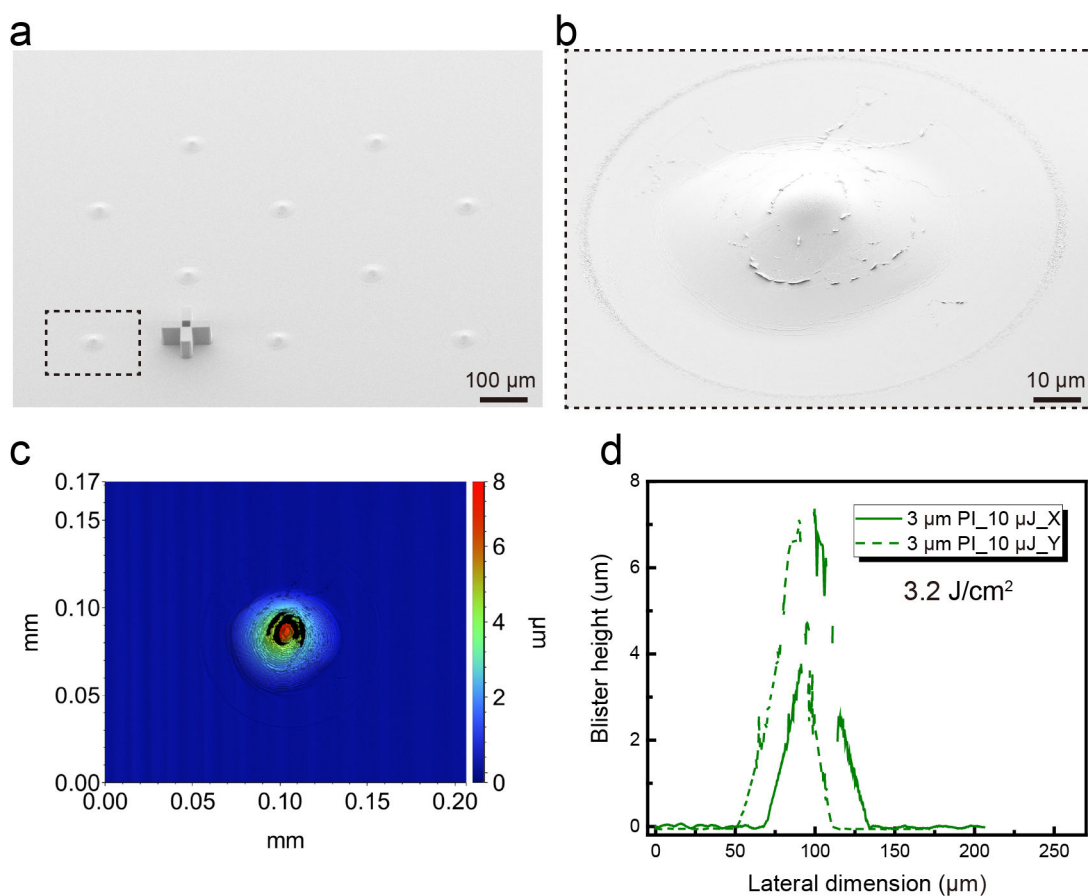 a
100 µm
b
10 µm
c
0.17
0.15
0.10
0.05
0.00
mm
0.00
0.05
0.10
0.15
0.20
mm
8
6
4
2
0
µm
d
8
6
4
2
0
Blister height (um)
3 µm PI_10 µJ_X
3 µm PI_10 µJ_Y
3.2 J/cm²
0
50
100
150
200
250
Lateral dimension (µm)